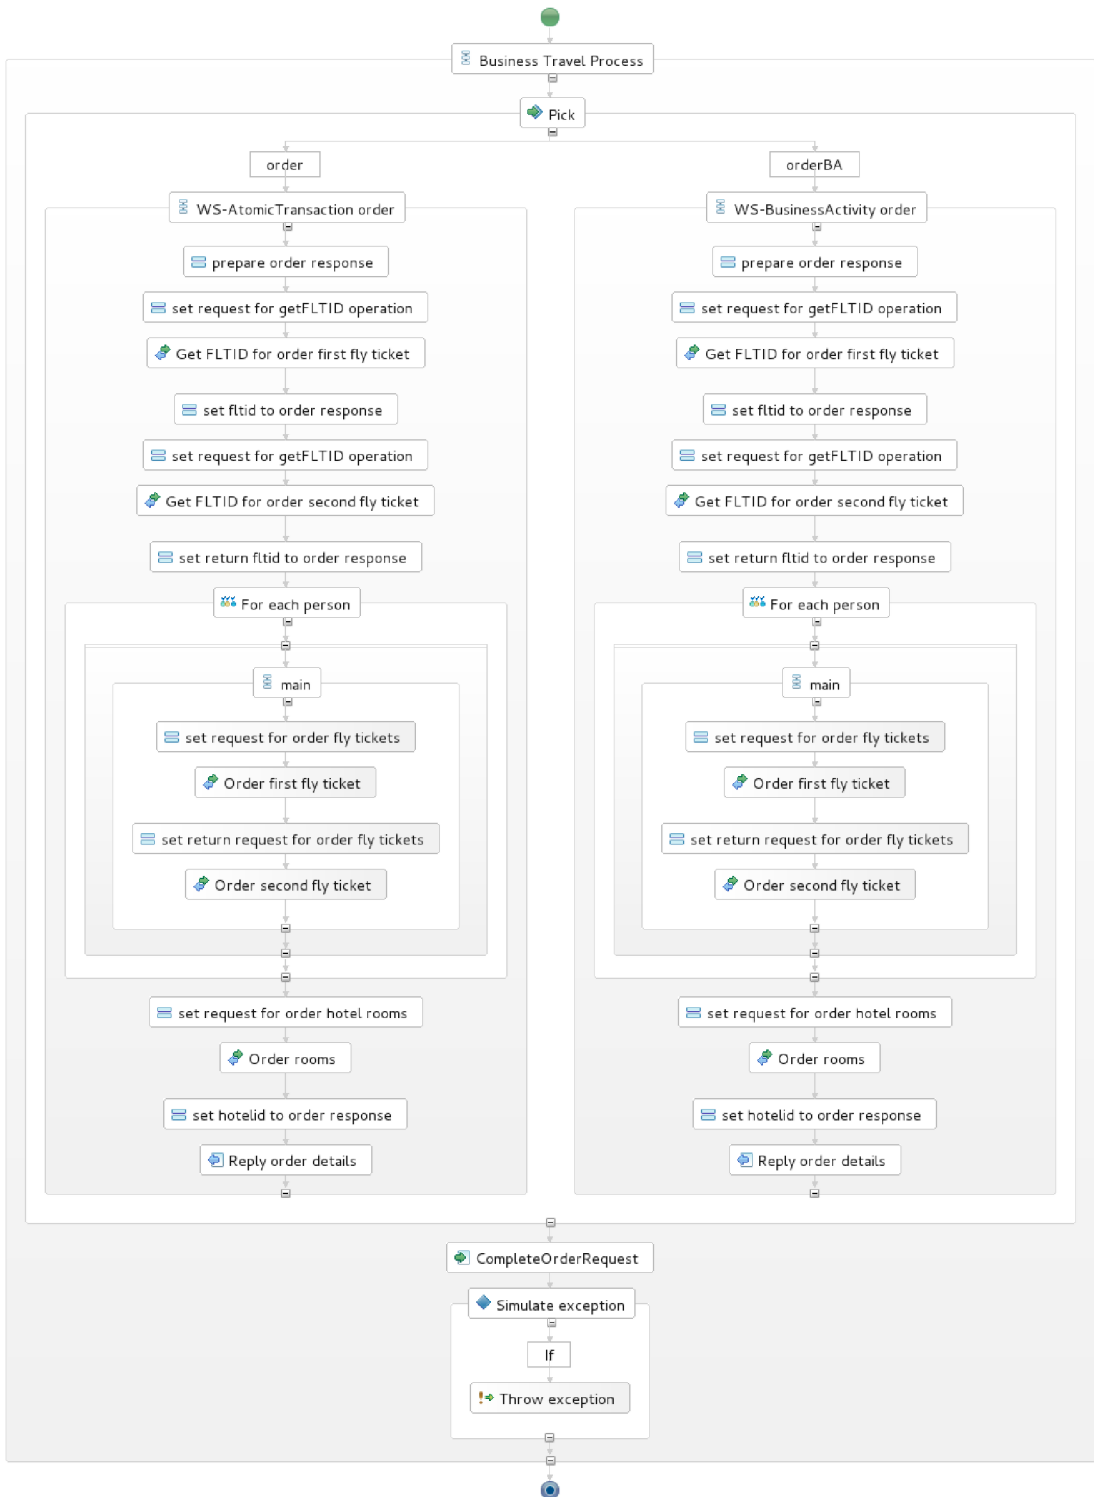 Business Travel Process
Pick
order
WS-AtomicTransaction order
prepare order response
set request for getFLTID operation
Get FLTID for order first fly ticket
set fltid to order response
set request for getFLTID operation
Get FLTID for order second fly ticket
set return fltid to order response
For each person
main
set request for order fly tickets
Order first fly ticket
set return request for order fly tickets
Order second fly ticket
set request for order hotel rooms
Order rooms
set hotelid to order response
Reply order details
orderBA
WS-BusinessActivity order
prepare order response
set request for getFLTID operation
Get FLTID for order first fly ticket
set fltid to order response
set request for getFLTID operation
Get FLTID for order second fly ticket
set return fltid to order response
For each person
main
set request for order fly tickets
Order first fly ticket
set return request for order fly tickets
Order second fly ticket
set request for order hotel rooms
Order rooms
set hotelid to order response
Reply order details
CompleteOrderRequest
Simulate exception
If
Throw exception